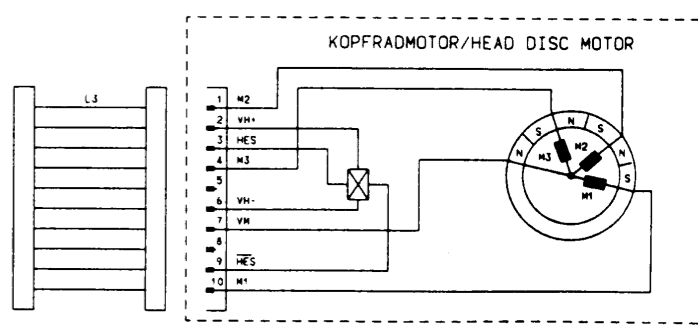 KOPFRADMOTOR/HEAD DISC MOTOR
L3
1 M2
2 VH+
3 HES
4 M3
5
6 VH-
7 VM
8
9 H̅E̅S̅
10 M1
N S N S N S
M3 M2
M1